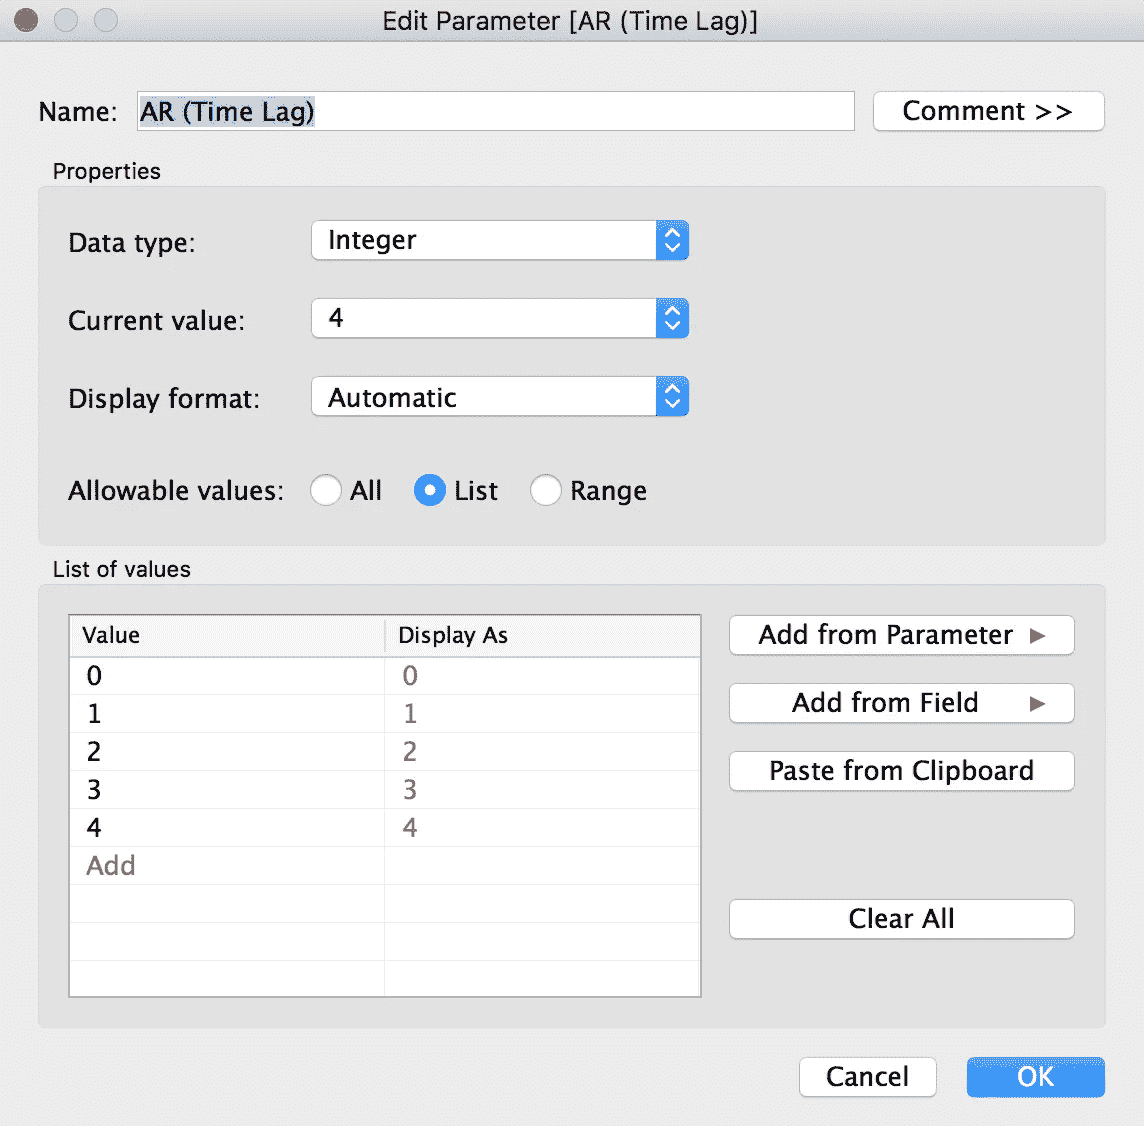 Edit Parameter [AR (Time Lag)]
Name: AR (Time Lag) Comment >>
Properties
Data type: Integer
Current value: 4
Display format: Automatic
Allowable values: All List Range
List of values
Value Display As
0 0
1 1
2 2
3 3
4 4
Add
Add from Parameter
Add from Field
Paste from Clipboard
Clear All
Cancel OK